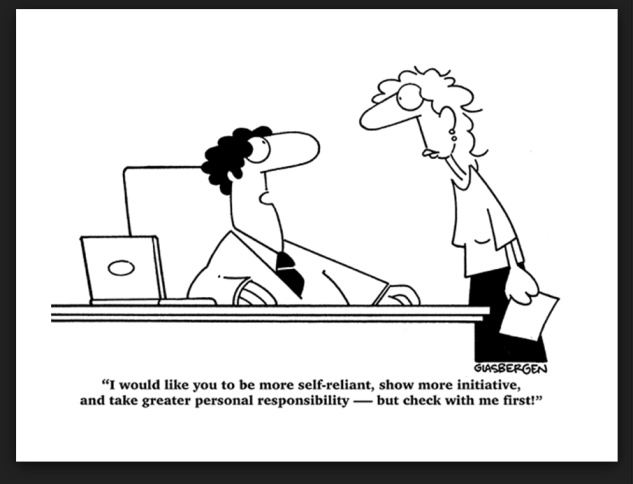 GLASBERGEN
“I would like you to be more self-reliant, show more initiative,
and take greater personal responsibility — but check with me first!”